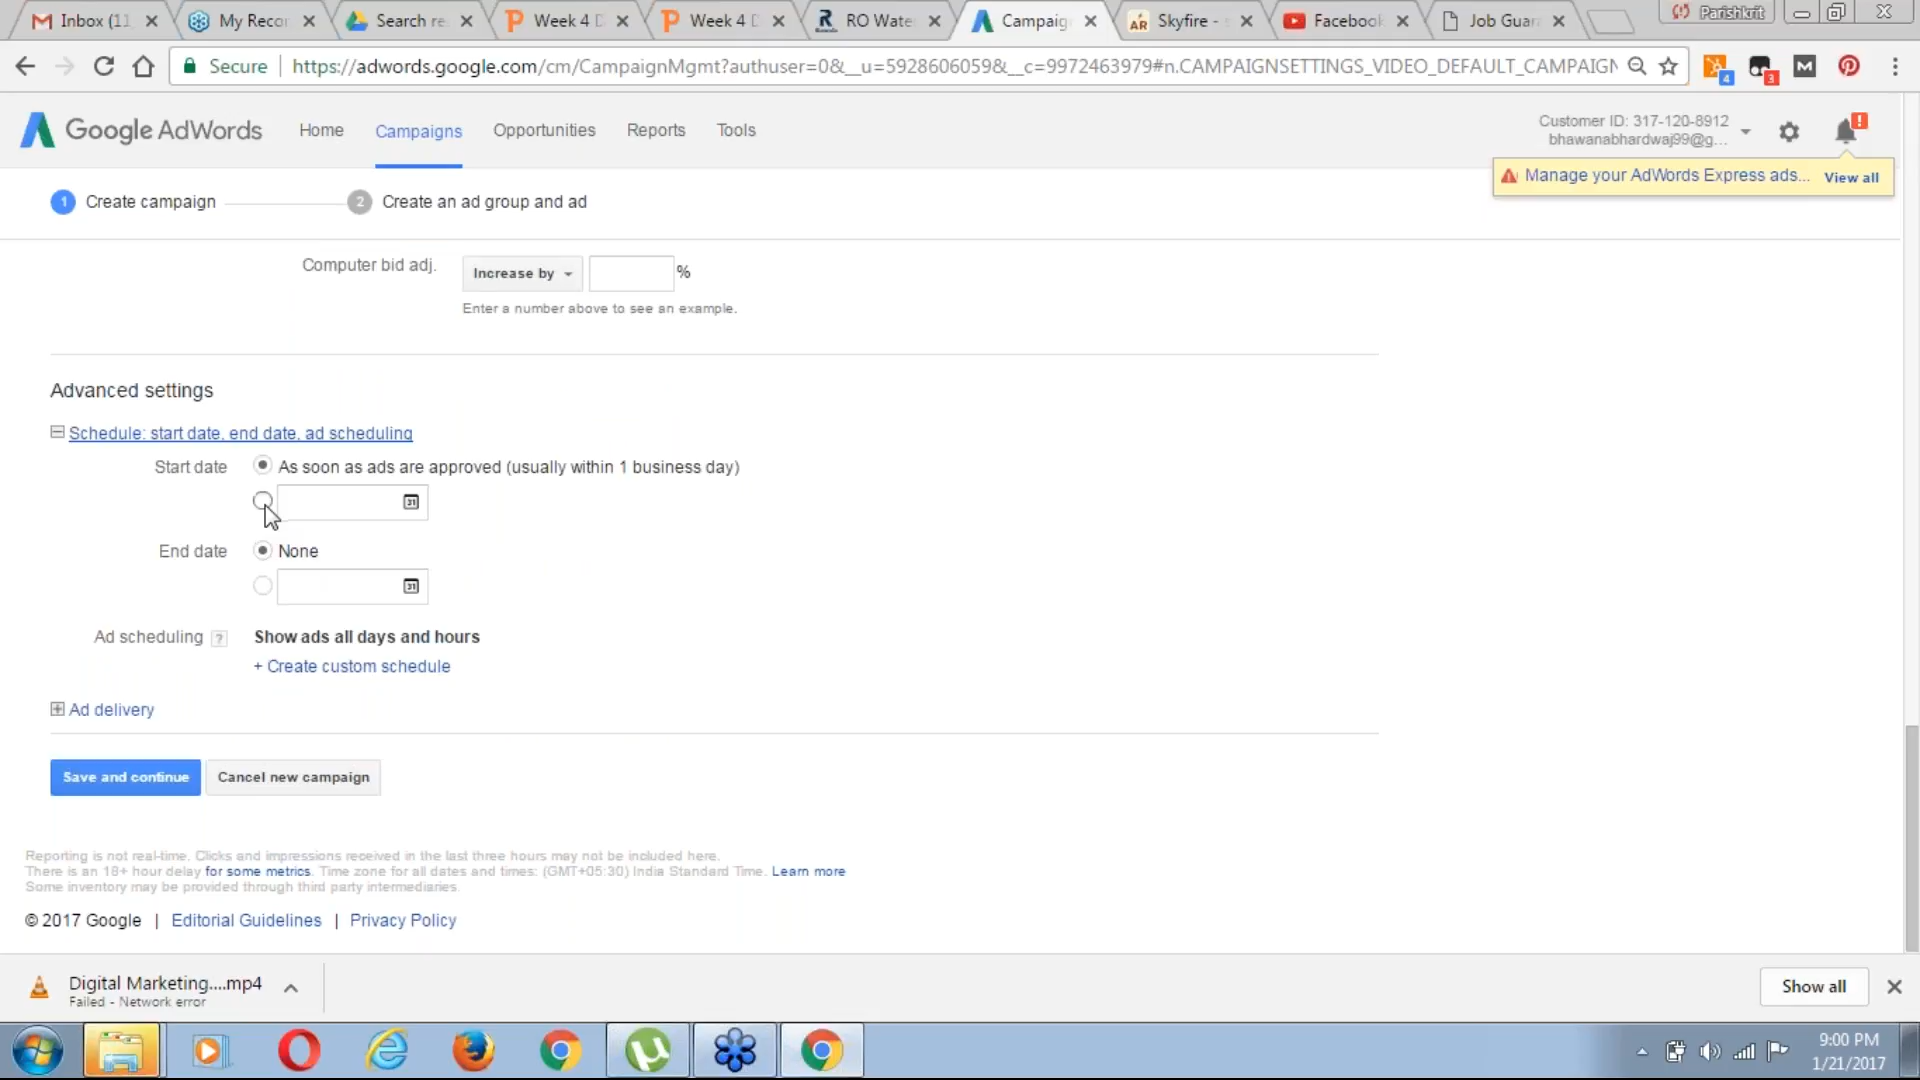 Inbox (11
My Recor
Search re
Week 4 D
Week 4 D
RO Wate
Campaig
Skyfire - s
Facebook
Job Guar
Parishkrit
Secure
https://adwords.google.com/cm/CampaignMgmt?authuser=0&__u=5928606059&__c=9972463979#n.CAMPAIGNSETTINGS_VIDEO_DEFAULT_CAMPAIGN
4
3
Google AdWords
Home
Campaigns
Opportunities
Reports
Tools
Customer ID: 317-120-8912
bhawanabhardwaj99@g...
Manage your AdWords Express ads...
View all
1 Create campaign
2 Create an ad group and ad
Computer bid adj.
Increase by
%
Enter a number above to see an example.
Advanced settings
Schedule: start date, end date, ad scheduling
Start date
As soon as ads are approved (usually within 1 business day)
31
End date
None
31
Ad scheduling ?
Show ads all days and hours
+ Create custom schedule
Ad delivery
Save and continue
Cancel new campaign
Reporting is not real-time. Clicks and impressions received in the last three hours may not be included here.
There is an 18+ hour delay for some metrics. Time zone for all dates and times: (GMT+05:30) India Standard Time. Learn more
Some inventory may be provided through third party intermediaries.
© 2017 Google | Editorial Guidelines | Privacy Policy
Digital Marketing....mp4
Failed - Network error
Show all
9:00 PM
1/21/2017